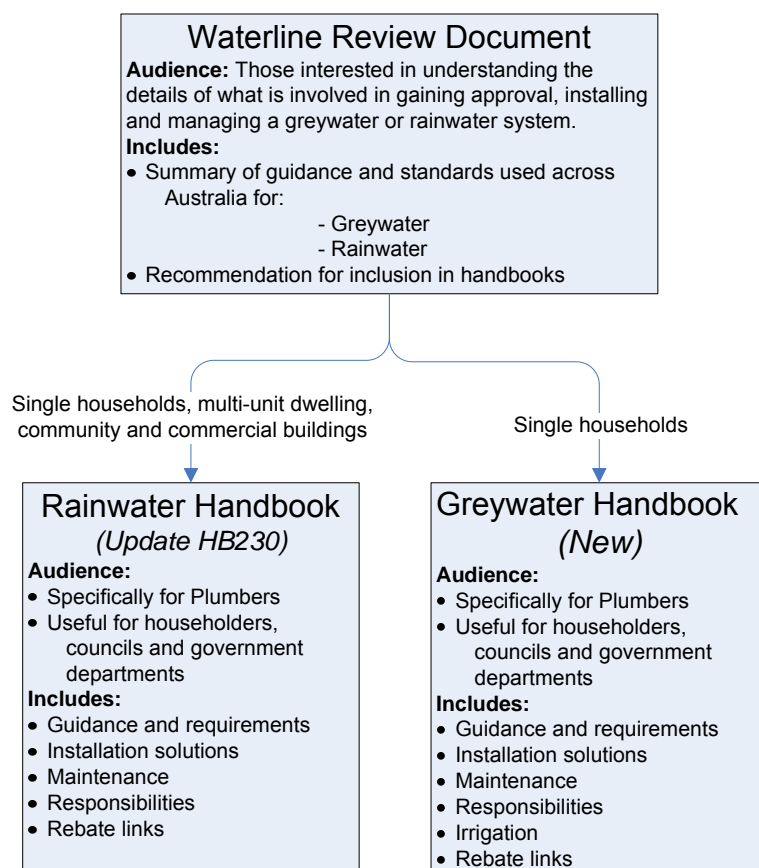 Waterline Review Document
Audience: Those interested in understanding the
details of what is involved in gaining approval, installing
and managing a greywater or rainwater system.
Includes:
• Summary of guidance and standards used across
Australia for:
- Greywater
- Rainwater
• Recommendation for inclusion in handbooks
Single households, multi-unit dwelling,
community and commercial buildings
Single households
Rainwater Handbook
(Update HB230)
Audience:
• Specifically for Plumbers
• Useful for householders,
councils and government
departments
Includes:
• Guidance and requirements
• Installation solutions
• Maintenance
• Responsibilities
• Rebate links
Greywater Handbook
(New)
Audience:
• Specifically for Plumbers
• Useful for householders,
councils and government
departments
Includes:
• Guidance and requirements
• Installation solutions
• Maintenance
• Responsibilities
• Irrigation
• Rebate links